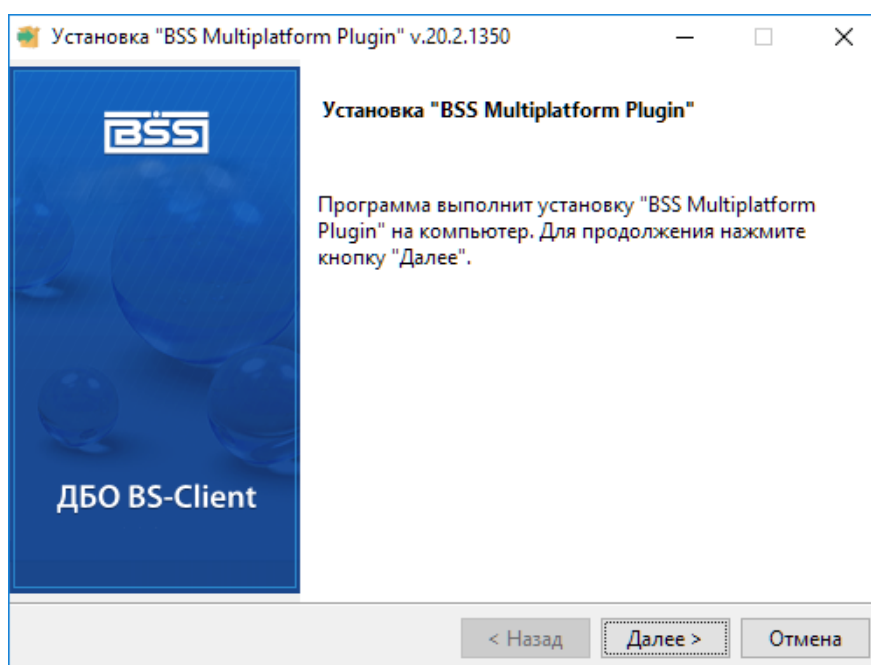 Установка "BSS Multiplatform Plugin" v.20.2.1350
BSS
Установка "BSS Multiplatform Plugin"
Программа выполнит установку "BSS Multiplatform
Plugin" на компьютер. Для продолжения нажмите
кнопку "Далее".
ДБО BS-Client
< Назад
Далее >
Отмена